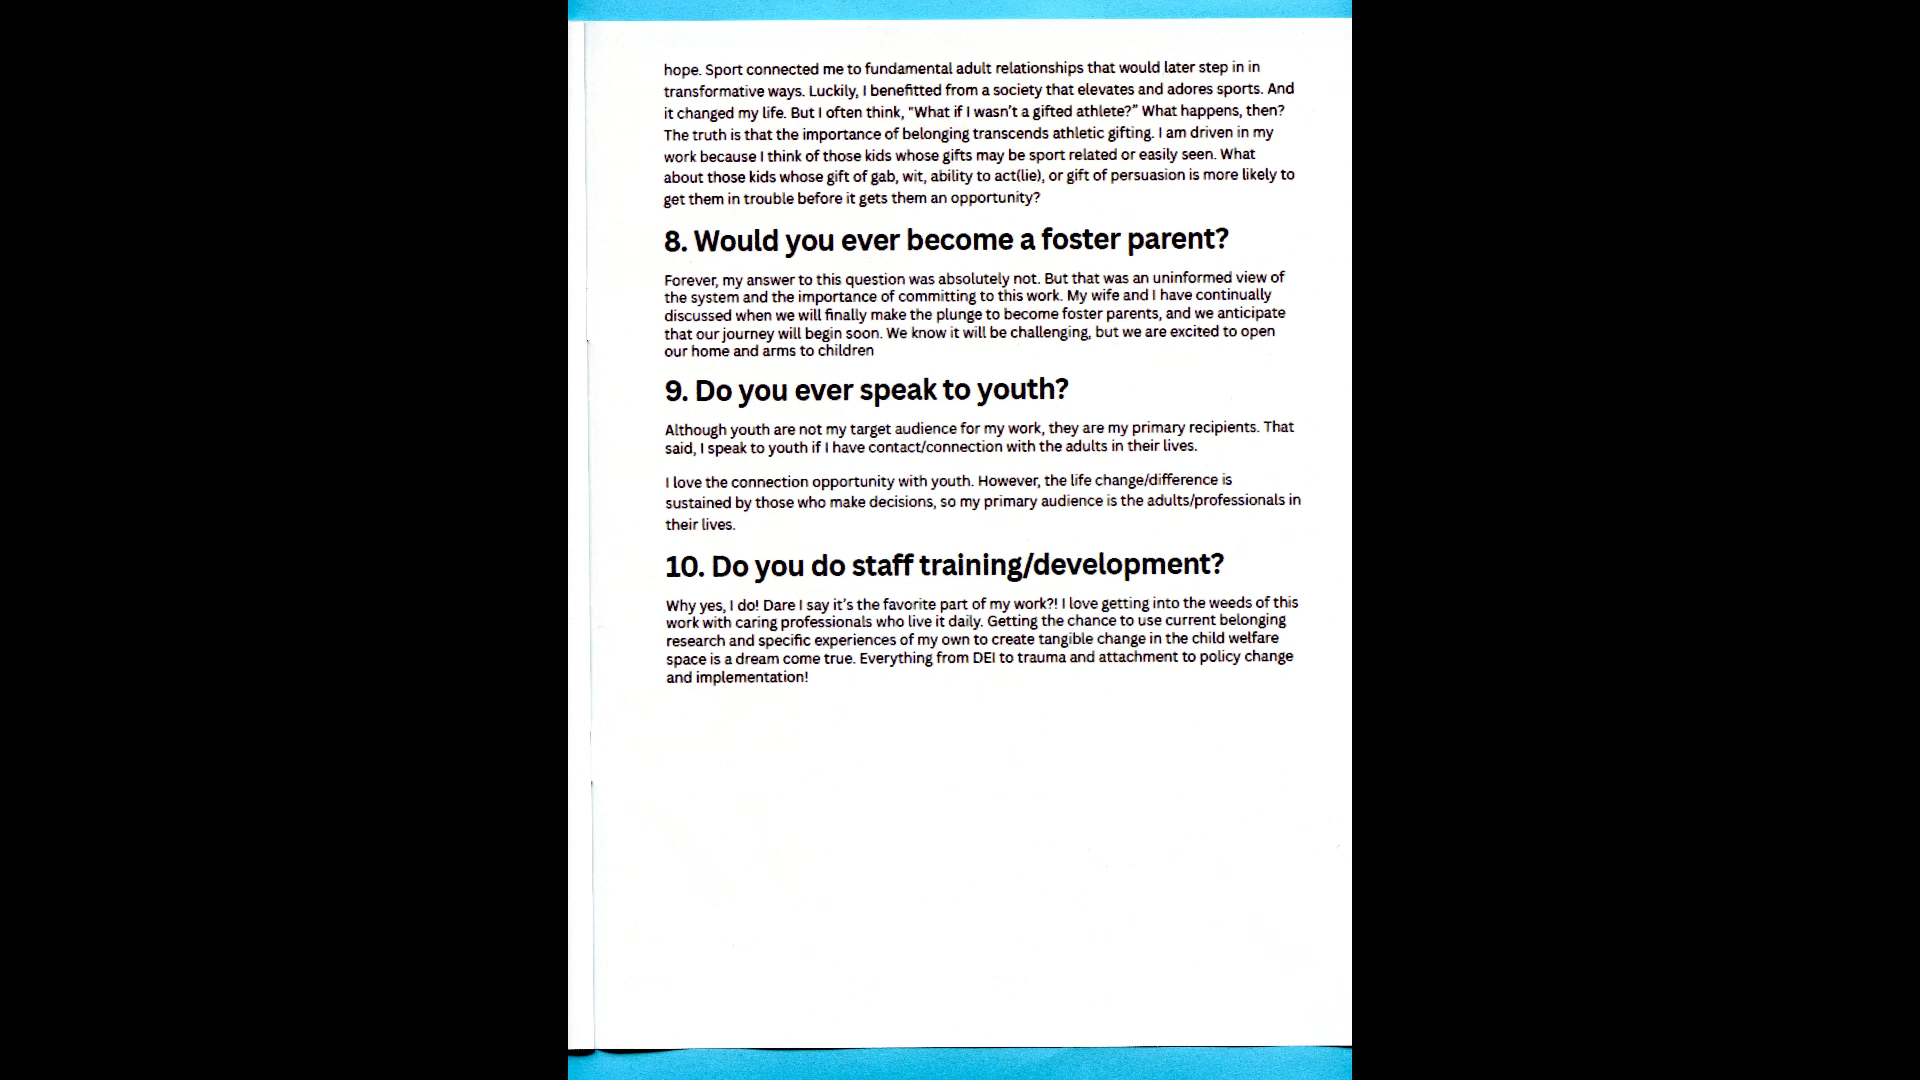 hope. Sport connected me to fundamental adult relationships that would later step in in
transformative ways. Luckily, I benefitted from a society that elevates and adores sports. And
it changed my life. But I often think, "What if I wasn't a gifted athlete?" What happens, then?
The truth is that the importance of belonging transcends athletic gifting. I am driven in my
work because I think of those kids whose gifts may be sport related or easily seen. What
about those kids whose gift of gab, wit, ability to act(lie), or gift of persuasion is more likely to
get them in trouble before it gets them an opportunity?
8. Would you ever become a foster parent?
Forever, my answer to this question was absolutely not. But that was an uninformed view of
the system and the importance of committing to this work. My wife and I have continually
discussed when we will finally make the plunge to become foster parents, and we anticipate
that our journey will begin soon. We know it will be challenging, but we are excited to open
our home and arms to children
9. Do you ever speak to youth?
Although youth are not my target audience for my work, they are my primary recipients. That
said, I speak to youth if I have contact/connection with the adults in their lives.
I love the connection opportunity with youth. However, the life change/difference is
sustained by those who make decisions, so my primary audience is the adults/professionals in
their lives.
10. Do you do staff training/development?
Why yes, I do! Dare I say it's the favorite part of my work?! I love getting into the weeds of this
work with caring professionals who live it daily. Getting the chance to use current belonging
research and specific experiences of my own to create tangible change in the child welfare
space is a dream come true. Everything from DEI to trauma and attachment to policy change
and implementation!